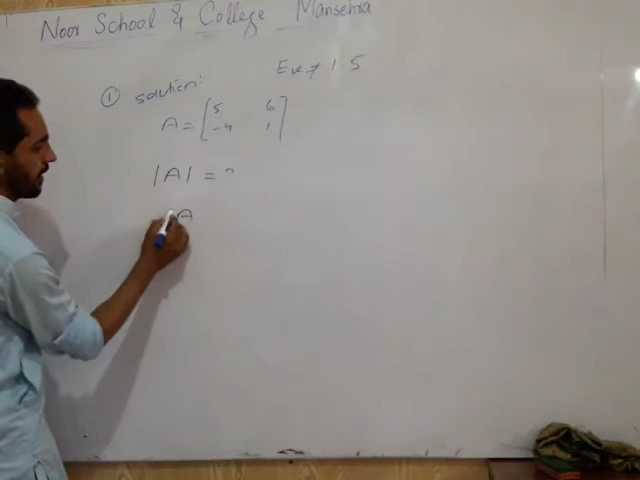 Noor School & College Mansehra
Ex # 1 5
① Solution:
A = [5 6
-4 1]
|A| = ?
A